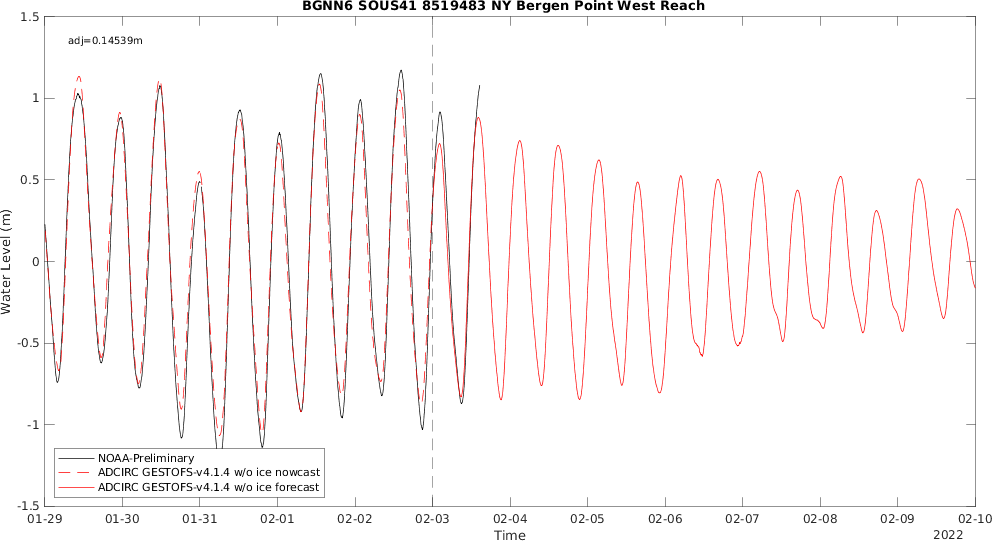 BGNN6 SOUS41 8519483 NY Bergen Point West Reach
adj=0.14539m
1.5
1
0.5
0
-0.5
-1
-1.5
Water Level (m)
NOAA-Preliminary
ADCIRC GESTOFS-v4.1.4 w/o ice nowcast
ADCIRC GESTOFS-v4.1.4 w/o ice forecast
01-29 01-30 01-31 02-01 02-02 02-03 02-04 02-05 02-06 02-07 02-08 02-09 02-10
Time
2022